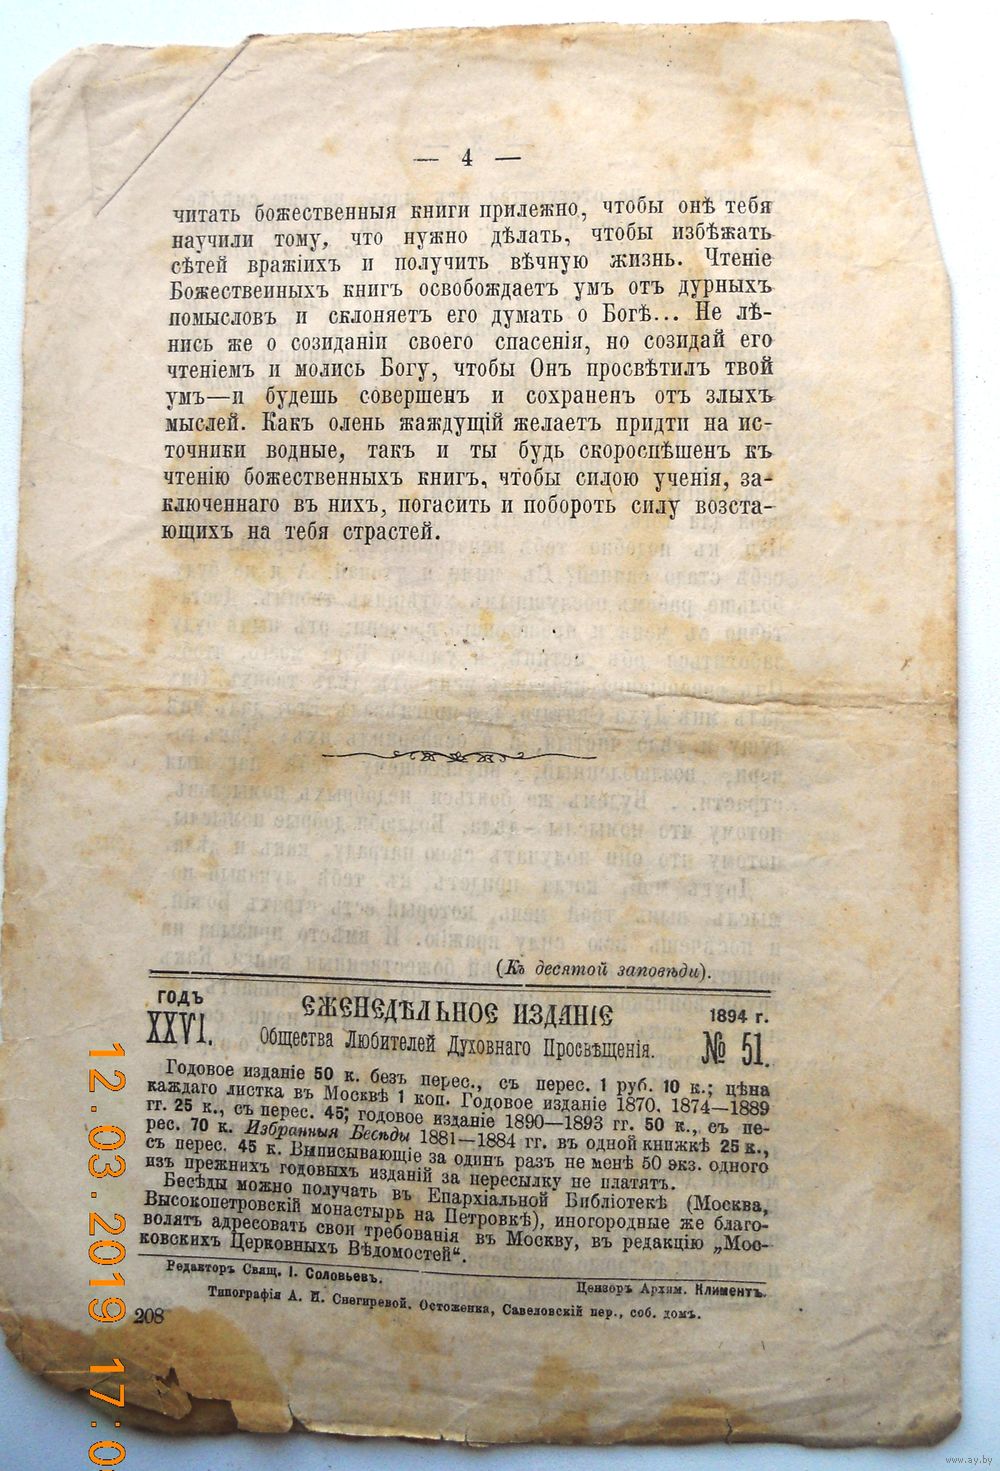 — 4 —
читать божественныя книги прилежно, чтобы онѣ тебя
научили тому, что нужно дѣлать, чтобы избѣжать
сѣтей вражіихъ и получить вѣчную жизнь. Чтеніе
Божественныхъ книгъ освобождаетъ умъ отъ дурныхъ
помысловъ и склоняетъ его думать о Богѣ... Не лѣ-
нись же о созиданіи своего спасенія, но созидай его
чтеніемъ и молись Богу, чтобы Онъ просвѣтилъ твой
умъ—и будешь совершенъ и сохраненъ отъ злыхъ
мыслей. Какъ олень жаждущій желаетъ придти на ис-
точники водные, такъ и ты будь скороспѣшенъ къ
чтенію божественныхъ книгъ, чтобы силою ученія, за-
ключеннаго въ нихъ, погасить и побороть силу возста-
ющихъ на тебя страстей.
(Къ десятой заповѣди).
ГОДЪ
XXVI.
ЕЖЕНЕДѢЛЬНОЕ ИЗДАНІЕ
Общества Любителей Духовнаго Просвѣщенія.
1894 г.
№ 51.
Годовое изданіе 50 к. безъ перес., съ перес. 1 руб. 10 к.; цѣна
каждаго листка въ Москвѣ 1 коп. Годовое изданіе 1870. 1874—1889
гг. 25 к., съ перес. 45; годовое изданіе 1890—1893 гг. 50 к., съ пе-
рес. 70 к. Избранныя Бесѣды 1881—1884 гг. въ одной книжкѣ 25 к.,
съ перес. 45 к. Выписывающіе за одинъ разъ не менѣ 50 экз. одного
изъ прежнихъ годовыхъ изданій за пересылку не платятъ.
Бесѣды можно получать въ Епархіальной Библіотекѣ (Москва,
Высокопетровскій монастырь на Петровкѣ), иногородные же благо-
волятъ адресовать свои требованія въ Москву, въ редакцію „Мос-
ковскихъ Церковныхъ Вѣдомостей“.
Редакторъ Свящ. І. Соловьевъ.
Цензоръ Архим. Климентъ.
Типографія А. И. Снегиревой. Остоженка, Савеловскій пер., соб. домъ.
208
12.03.2019 17:0
www.ay.by